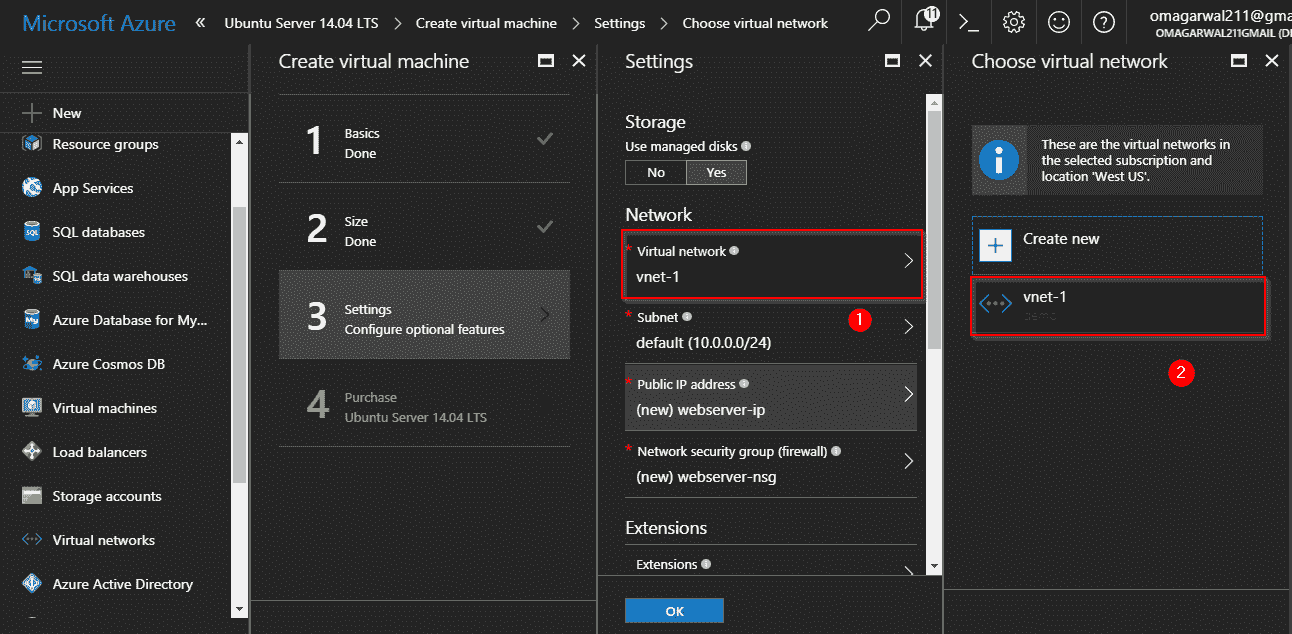 Microsoft Azure « Ubuntu Server 14.04 LTS > Create virtual machine > Settings > Choose virtual network
11
omagarwal211@gma
OMAGARWAL211GMAIL (DE
New
Resource groups
App Services
SQL databases
SQL data warehouses
Azure Database for My...
Azure Cosmos DB
Virtual machines
Load balancers
Storage accounts
Virtual networks
Azure Active Directory
Create virtual machine
1
Basics
Done
2
Size
Done
3
Settings
Configure optional features
4
Purchase
Ubuntu Server 14.04 LTS
Settings
Storage
Use managed disks
No Yes
Network
* Virtual network
vnet-1
1
* Subnet
default (10.0.0.0/24)
* Public IP address
(new) webserver-ip
* Network security group (firewall)
(new) webserver-nsg
Extensions
Extensions
OK
Choose virtual network
These are the virtual networks in
the selected subscription and
location 'West US'.
Create new
vnet-1
demo
2